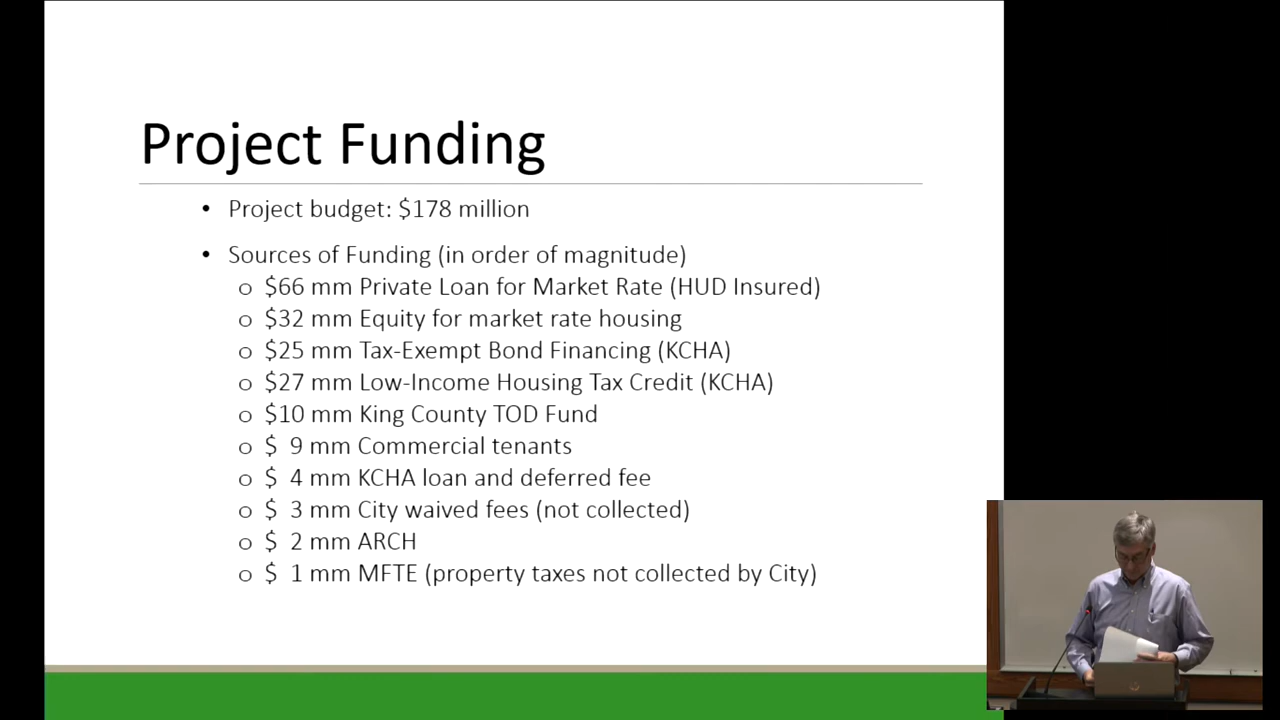 Project Funding
• Project budget: $178 million
• Sources of Funding (in order of magnitude)
o $66 mm Private Loan for Market Rate (HUD Insured)
o $32 mm Equity for market rate housing
o $25 mm Tax-Exempt Bond Financing (KCHA)
o $27 mm Low-Income Housing Tax Credit (KCHA)
o $10 mm King County TOD Fund
o $ 9 mm Commercial tenants
o $ 4 mm KCHA loan and deferred fee
o $ 3 mm City waived fees (not collected)
o $ 2 mm ARCH
o $ 1 mm MFTE (property taxes not collected by City)